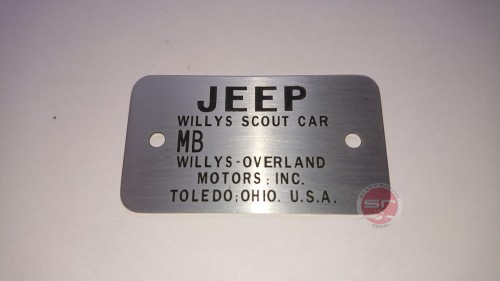 JEEP
WILLYS SCOUT CAR
MB
WILLYS-OVERLAND
MOTORS; INC.
TOLEDO;OHIO. U.S.A.